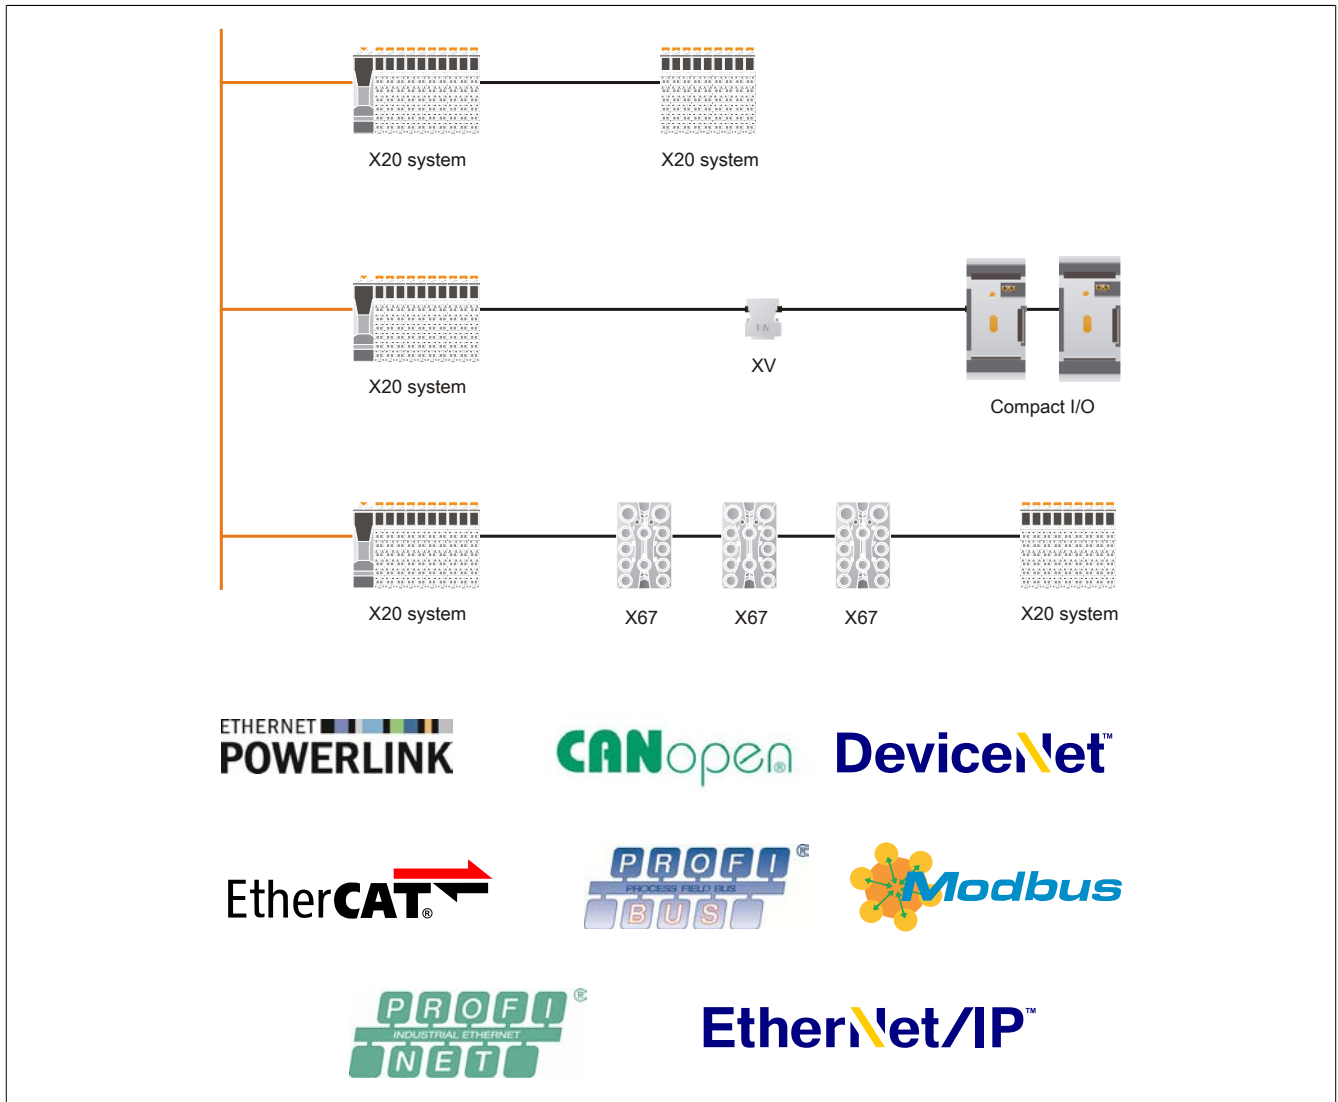 X20 system X20 system
X20 system
XV
Compact I/O
X20 system X67 X67 X67 X20 system
ETHERNET
POWERLINK
CANopen®
DeviceNet™
EtherCAT®
PROFI®
PROCESS FIELD BUS
BUS
Modbus
PROFI®
INDUSTRIAL ETHERNET
NET
EtherNet/IP™